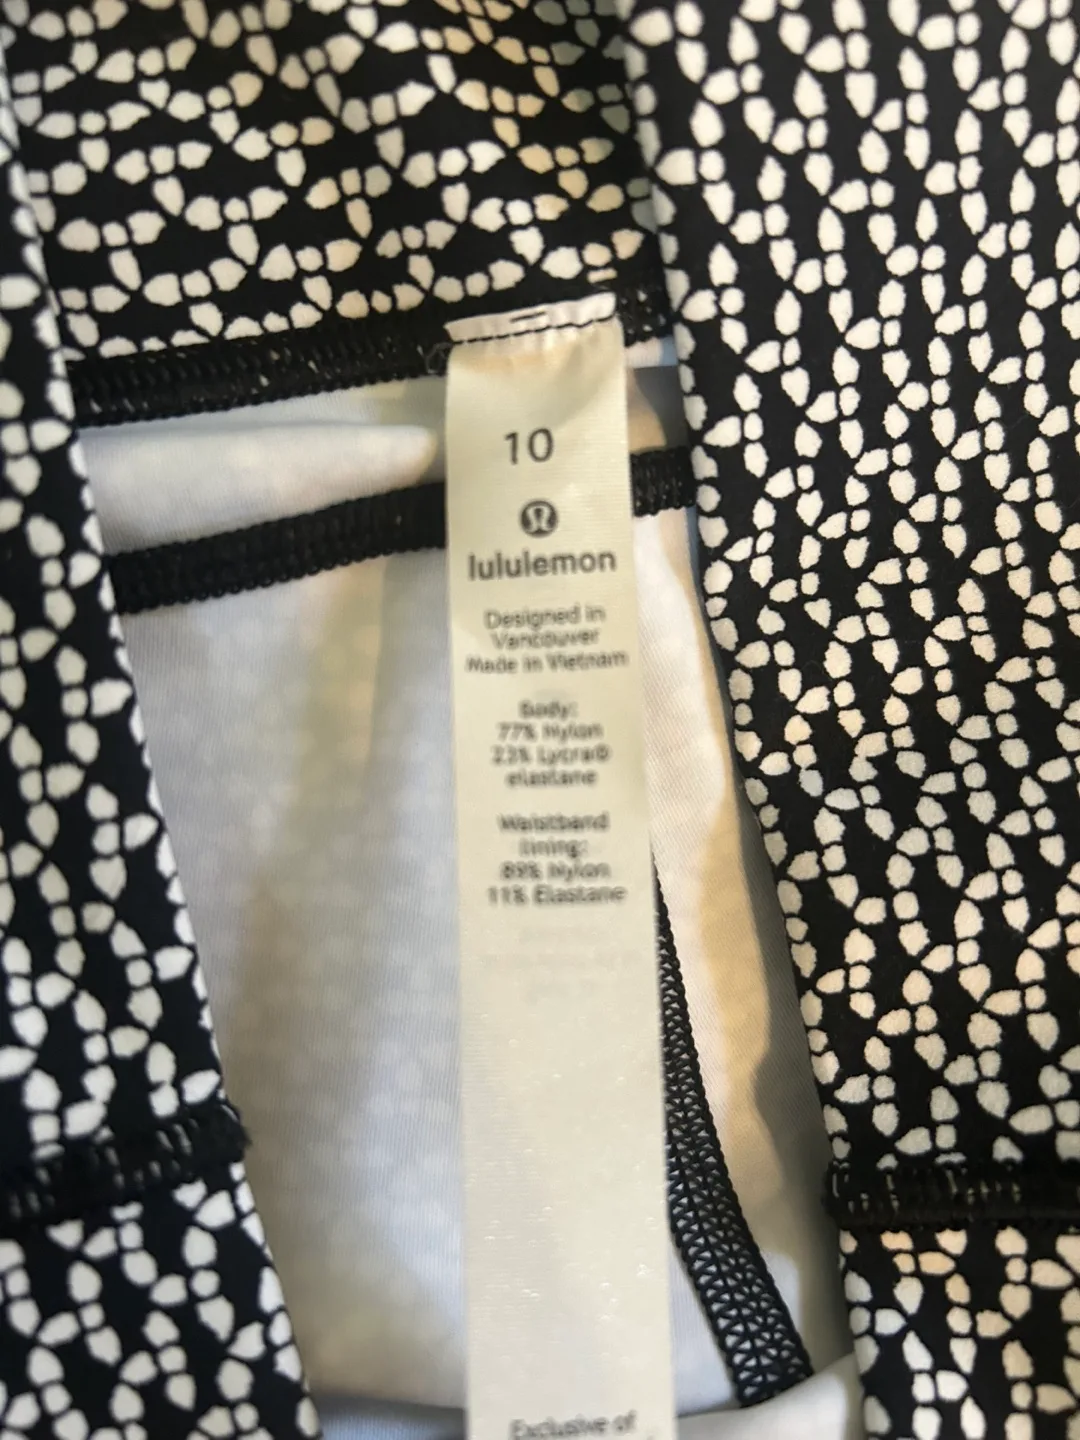 10
lululemon
Designed in
Vancouver
Made in Vietnam
Body:
77% Nylon
23% Lycra®
elastane
Waistband
lining:
89% Nylon
11% Elastane
Exclusive of